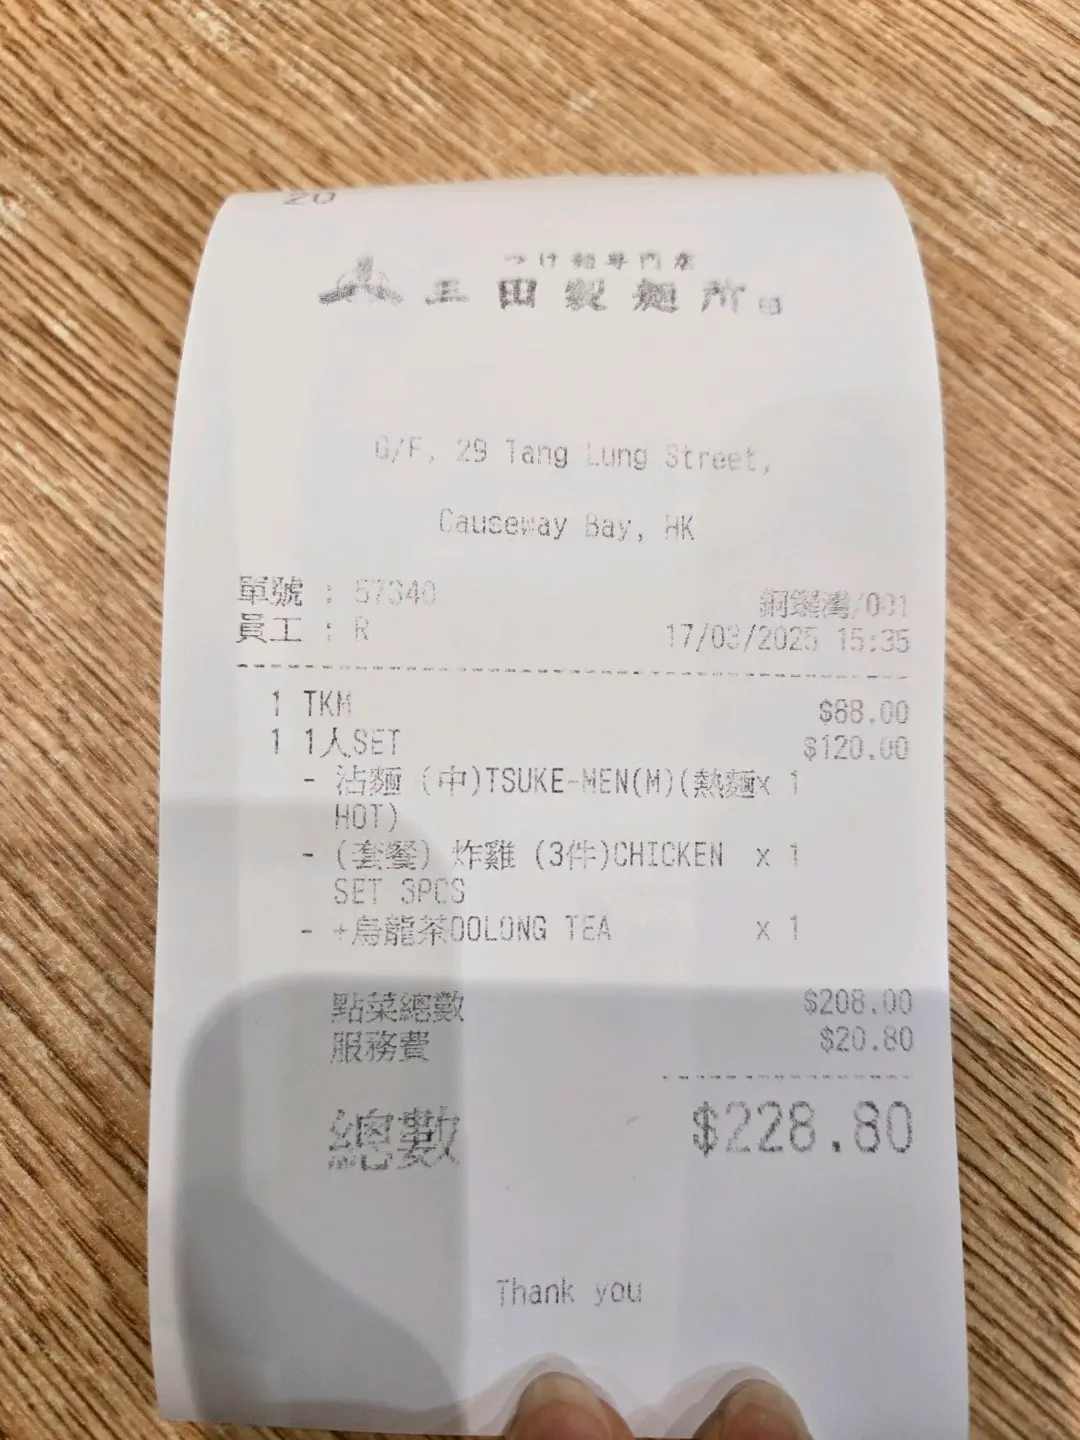 つけ麺専門店
三田製麺所
G/F, 29 Tang Lung Street,
Causeway Bay, HK
單號 : 57340
銅鑼灣/001
員工 : R
17/03/2025 15:35
1 TKM $88.00
1 1人SET $120.00
- 沾麵 (中)TSUKE-MEN(M)(熱麵x 1
HOT)
- (套餐) 炸雞 (3件)CHICKEN x 1
SET 3PCS
- +烏龍茶OOLONG TEA x 1
點菜總數 $208.00
服務費 $20.80
總數 $228.80
Thank you